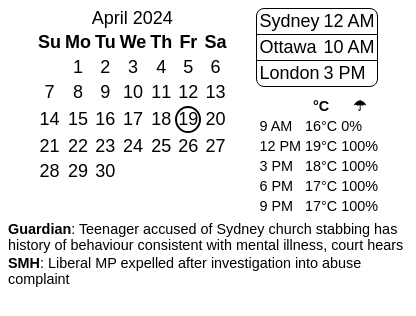 April 2024
Su Mo Tu We Th Fr Sa
1 2 3 4 5 6
7 8 9 10 11 12 13
14 15 16 17 18 19 20
21 22 23 24 25 26 27
28 29 30
Sydney 12 AM
Ottawa 10 AM
London 3 PM
°C ☂
9 AM 16°C 0%
12 PM 19°C 100%
3 PM 18°C 100%
6 PM 17°C 100%
9 PM 17°C 100%
Guardian: Teenager accused of Sydney church stabbing has
history of behaviour consistent with mental illness, court hears
SMH: Liberal MP expelled after investigation into abuse
complaint